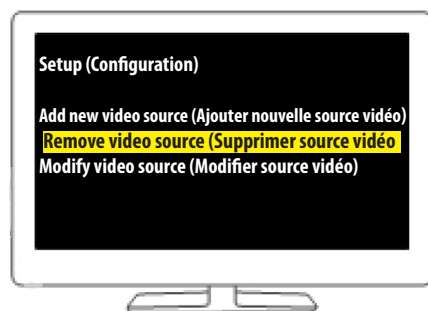 Setup (Configuration)
Add new video source (Ajouter nouvelle source vidéo)
Remove video source (Supprimer source vidéo
Modify video source (Modifier source vidéo)